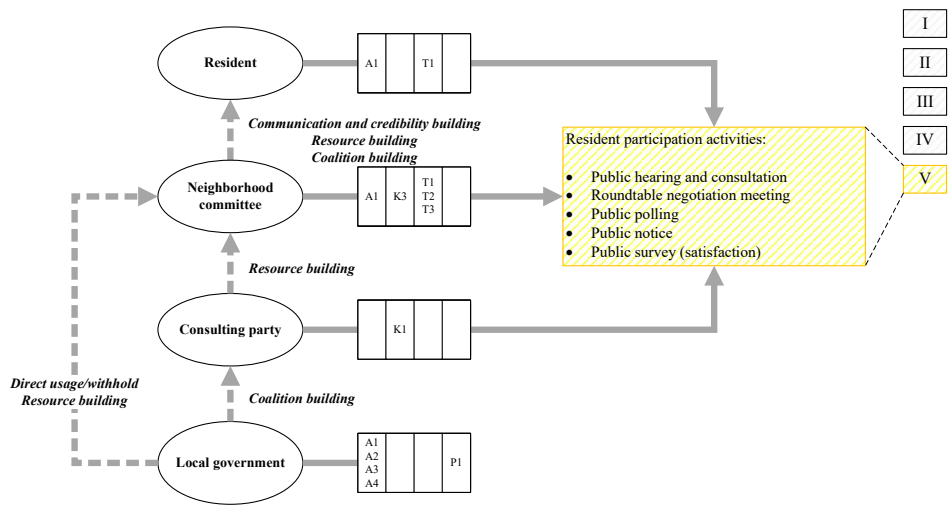 Resident
A1
T1
Communication and credibility building
Resource building
Coalition building
Neighborhood
committee
A1
K3
T1
T2
T3
Resource building
Consulting party
K1
Direct usage/withhold
Resource building
Coalition building
Local government
A1
A2
A3
A4
P1
Resident participation activities:
• Public hearing and consultation
• Roundtable negotiation meeting
• Public polling
• Public notice
• Public survey (satisfaction)
I
II
III
IV
V